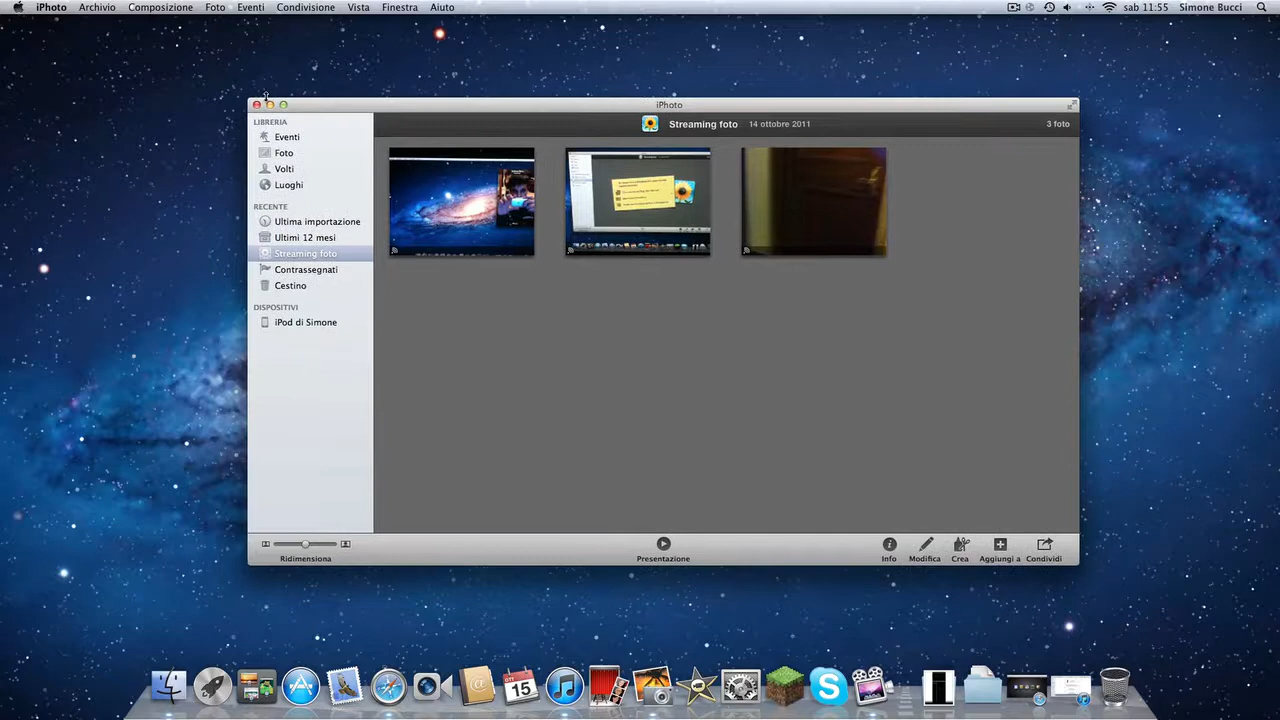 iPhoto Archivio Composizione Foto Eventi Condivisione Vista Finestra Aiuto sab 11:55 Simone Bucci
iPhoto
Streaming foto 14 ottobre 2011 3 foto
LIBRERIA
Eventi
Foto
Volti
Luoghi
RECENTE
Ultima importazione
Ultimi 12 mesi
Streaming foto
Contrassegnati
Cestino
DISPOSITIVI
iPod di Simone
Ridimensiona
Presentazione
Info Modifica Crea Aggiungi a Condividi
OTT
15